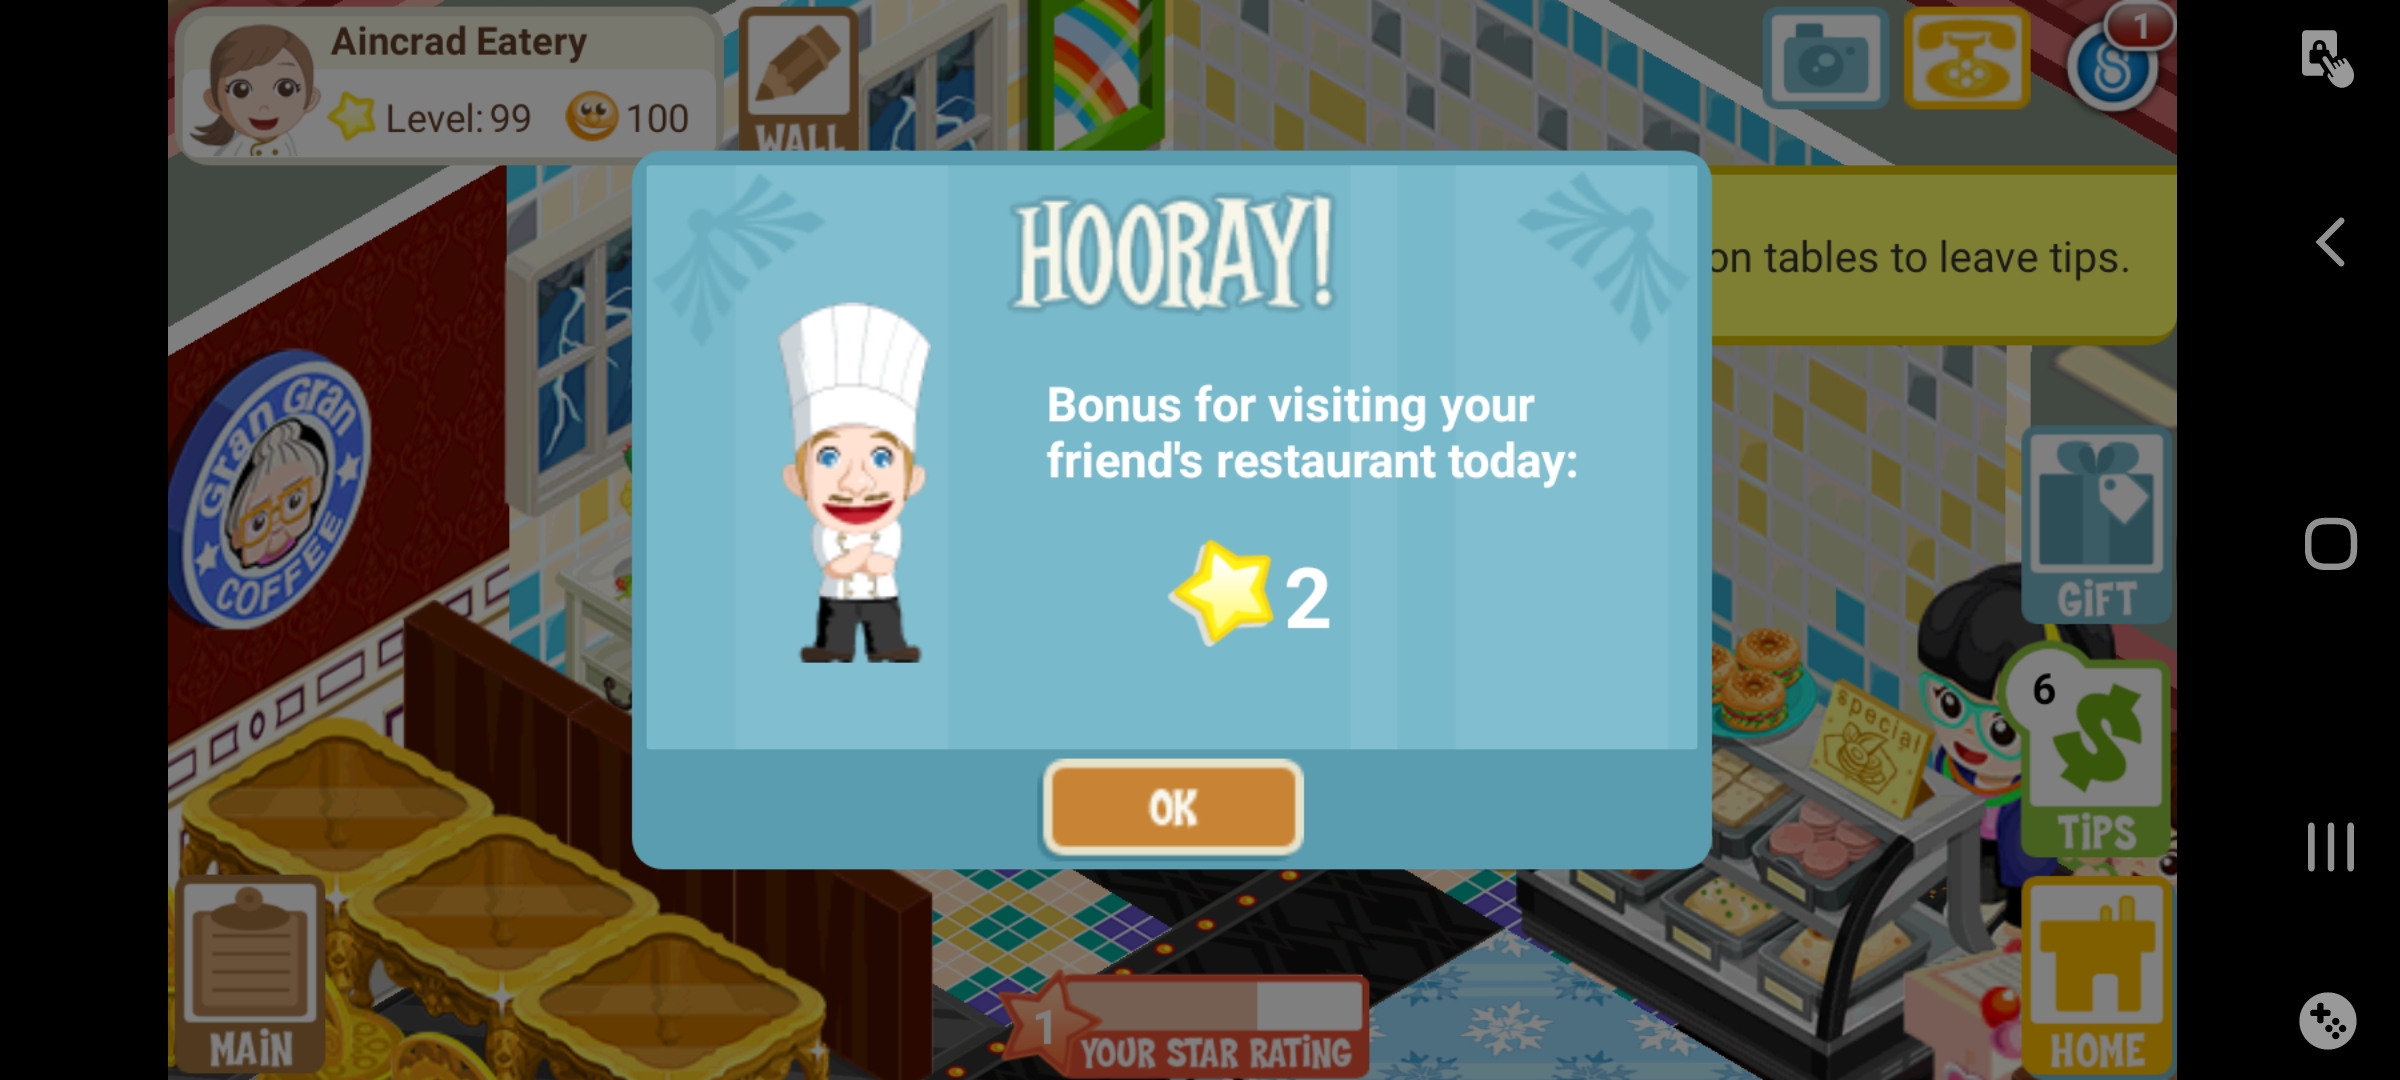 Aincrad Eatery
Level: 99
100
WALL
1
HOORAY!
on tables to leave tips.
Bonus for visiting your
friend's restaurant today:
2
OK
Gran Gran
COFFEE
GiFT
special
6
TiPS
MAiN
1
YOUR STAR RATiNG
HOME